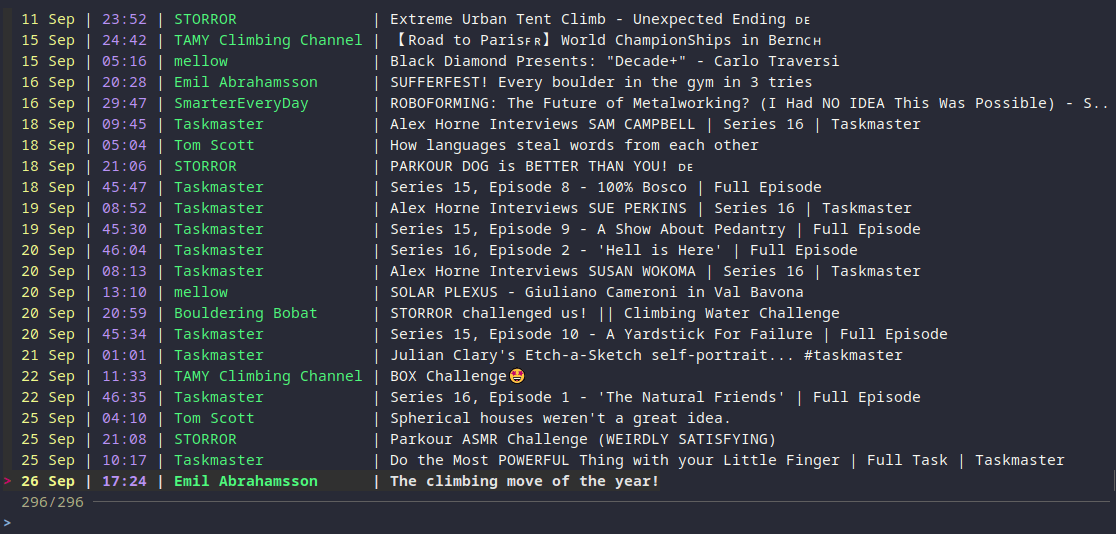 11 Sep | 23:52 | STORROR | Extreme Urban Tent Climb - Unexpected Ending ᴅᴇ
15 Sep | 24:42 | TAMY Climbing Channel | 【Road to Parisꜰʀ】World ChampionShips in Bernᴄʜ
15 Sep | 05:16 | mellow | Black Diamond Presents: "Decade+" - Carlo Traversi
16 Sep | 20:28 | Emil Abrahamsson | SUFFERFEST! Every boulder in the gym in 3 tries
16 Sep | 29:47 | SmarterEveryDay | ROBOFORMING: The Future of Metalworking? (I Had NO IDEA This Was Possible) - S..
18 Sep | 09:45 | Taskmaster | Alex Horne Interviews SAM CAMPBELL | Series 16 | Taskmaster
18 Sep | 05:04 | Tom Scott | How languages steal words from each other
18 Sep | 21:06 | STORROR | PARKOUR DOG is BETTER THAN YOU! ᴅᴇ
18 Sep | 45:47 | Taskmaster | Series 15, Episode 8 - 100% Bosco | Full Episode
19 Sep | 08:52 | Taskmaster | Alex Horne Interviews SUE PERKINS | Series 16 | Taskmaster
19 Sep | 45:30 | Taskmaster | Series 15, Episode 9 - A Show About Pedantry | Full Episode
20 Sep | 46:04 | Taskmaster | Series 16, Episode 2 - 'Hell is Here' | Full Episode
20 Sep | 08:13 | Taskmaster | Alex Horne Interviews SUSAN WOKOMA | Series 16 | Taskmaster
20 Sep | 13:10 | mellow | SOLAR PLEXUS - Giuliano Cameroni in Val Bavona
20 Sep | 20:59 | Bouldering Bobat | STORROR challenged us! || Climbing Water Challenge
20 Sep | 45:34 | Taskmaster | Series 15, Episode 10 - A Yardstick For Failure | Full Episode
21 Sep | 01:01 | Taskmaster | Julian Clary's Etch-a-Sketch self-portrait... #taskmaster
22 Sep | 11:33 | TAMY Climbing Channel | BOX Challenge🤩
22 Sep | 46:35 | Taskmaster | Series 16, Episode 1 - 'The Natural Friends' | Full Episode
25 Sep | 04:10 | Tom Scott | Spherical houses weren't a great idea.
25 Sep | 21:08 | STORROR | Parkour ASMR Challenge (WEIRDLY SATISFYING)
25 Sep | 10:17 | Taskmaster | Do the Most POWERFUL Thing with your Little Finger | Full Task | Taskmaster
> 26 Sep | 17:24 | Emil Abrahamsson | The climbing move of the year!
296/296
>